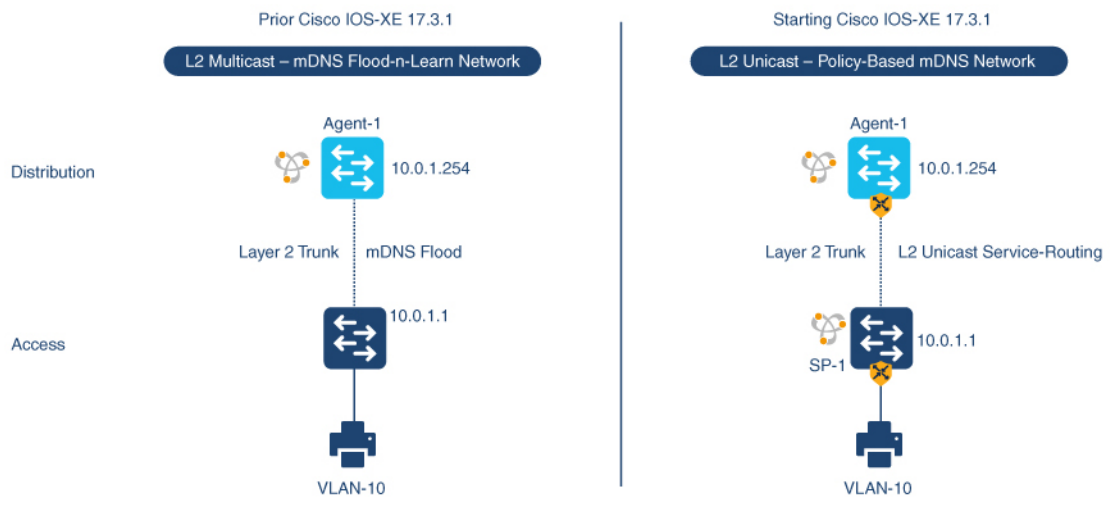 Prior Cisco IOS-XE 17.3.1
Starting Cisco IOS-XE 17.3.1
L2 Multicast – mDNS Flood-n-Learn Network
L2 Unicast – Policy-Based mDNS Network
Agent-1
Agent-1
Distribution
10.0.1.254
10.0.1.254
Layer 2 Trunk
mDNS Flood
Layer 2 Trunk
L2 Unicast Service-Routing
10.0.1.1
Access
10.0.1.1
SP-1
VLAN-10
VLAN-10